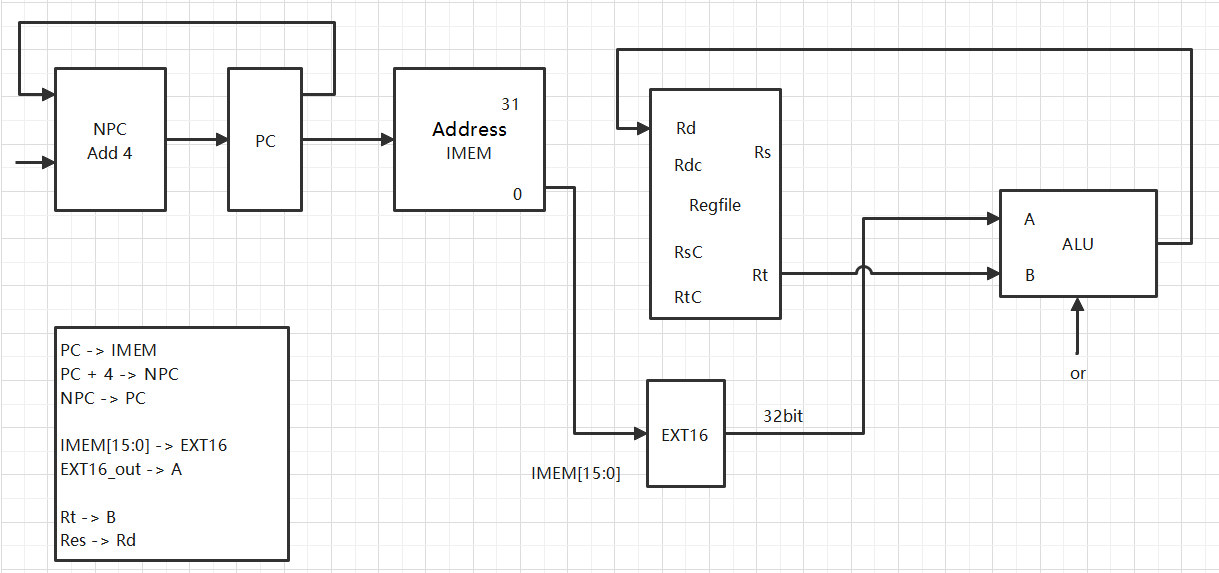 NPC
Add 4
PC
31
Address
IMEM
0
Rd
Rdc
Rs
Regfile
RsC
Rt
RtC
A
ALU
B
or
EXT16
32bit
IMEM[15:0]
PC -> IMEM
PC + 4 -> NPC
NPC -> PC
IMEM[15:0] -> EXT16
EXT16_out -> A
Rt -> B
Res -> Rd